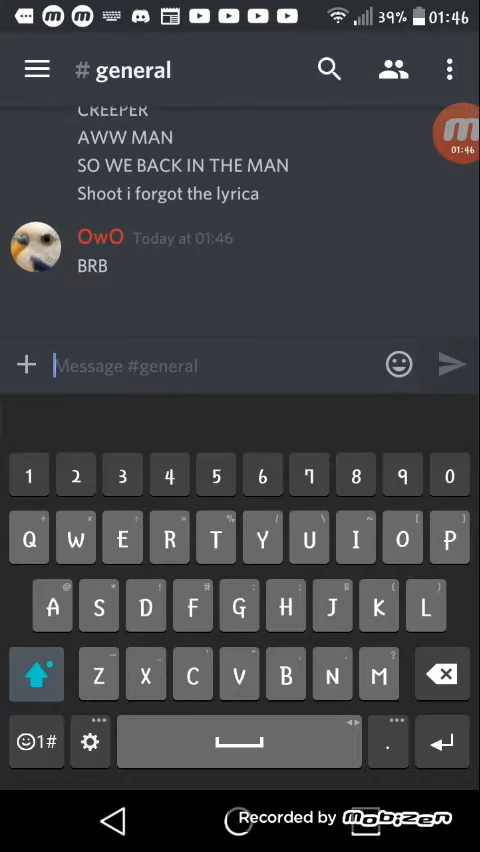 39% 01:46
# general
CREEPER
AWW MAN
SO WE BACK IN THE MAN
Shoot i forgot the lyrica
01:46
OwO Today at 01:46
BRB
Message #general
1 2 3 4 5 6 7 8 9 0
Q W E R T Y U I O P
A S D F G H J K L
Z X C V B N M
1# .
Recorded by Mobizen